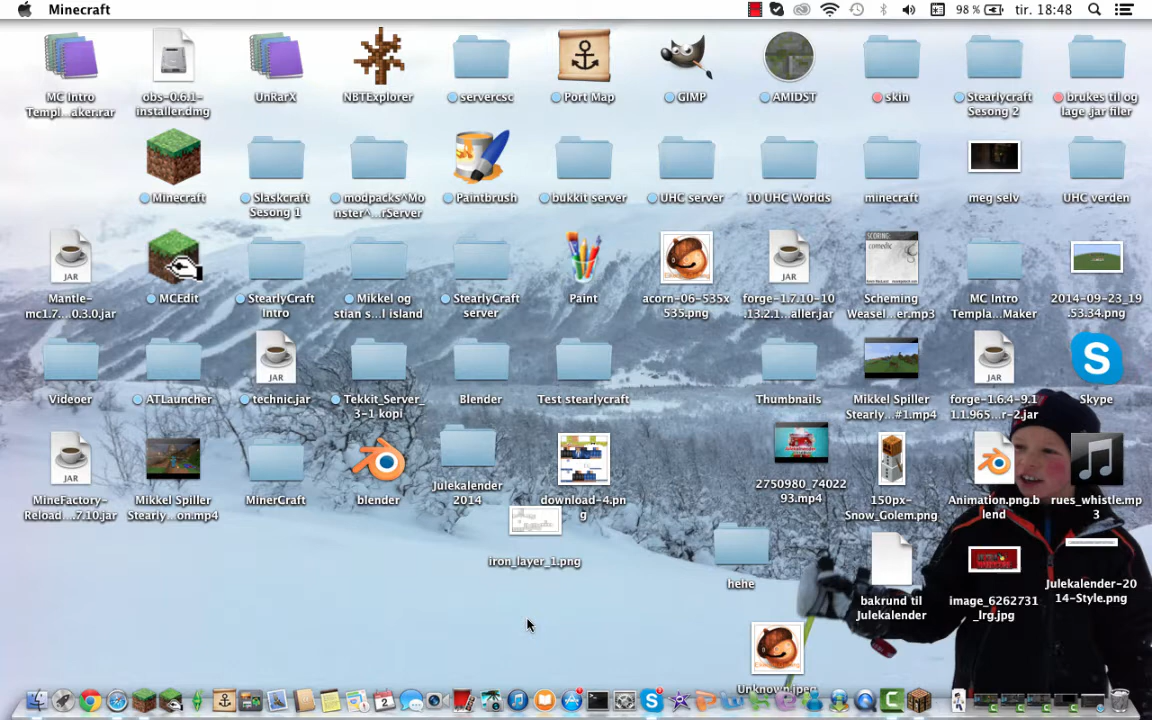 Minecraft
98 %
tir. 18:48
MC Intro
Templ...aker.rar
obs-0.6.1-
installer.dmg
UnRarX
NBTExplorer
servercsc
Port Map
GIMP
AMIDST
skin
Stearlycraft
Sesong 2
brukes til og
lage .jar filer
Minecraft
Slaskcraft
Sesong 1
modpacks^Mo
nster^...rServer
Paintbrush
bukkit server
UHC server
10 UHC Worlds
minecraft
meg selv
UHC verden
JAR
Mantle-
mc1.7....0.3.0.jar
MCEdit
StearlyCraft
Intro
Mikkel og
stian s...l island
StearlyCraft
server
Paint
acorn-06-535x
535.png
JAR
forge-1.7.10-10
.13.2.1...aller.jar
SCORING:
comedic
Scheming
Weasel...er.mp3
MC Intro
Templa...Maker
2014-09-23_19
.53.34.png
Videoer
ATLauncher
JAR
technic.jar
Tekkit_Server_
3-1 kopi
Blender
Test stearlycraft
Thumbnails
Mikkel Spiller
Stearly...#1.mp4
JAR
forge-1.6.4-9.1
1.1.965...r-2.jar
Skype
JAR
MineFactory-
Reload...7.10.jar
Mikkel Spiller
Stearly...on.mp4
MinerCraft
blender
Julekalender
2014
download-4.pn
g
2750980_74022
93.mp4
150px-
Snow_Golem.png
Animation.png.b
lend
rues_whistle.mp
3
iron_layer_1.png
hehe
bakrund til
Julekalender
image_6262731
_lrg.jpg
Julekalender-20
14-Style.png
Unknown.jpeg
2